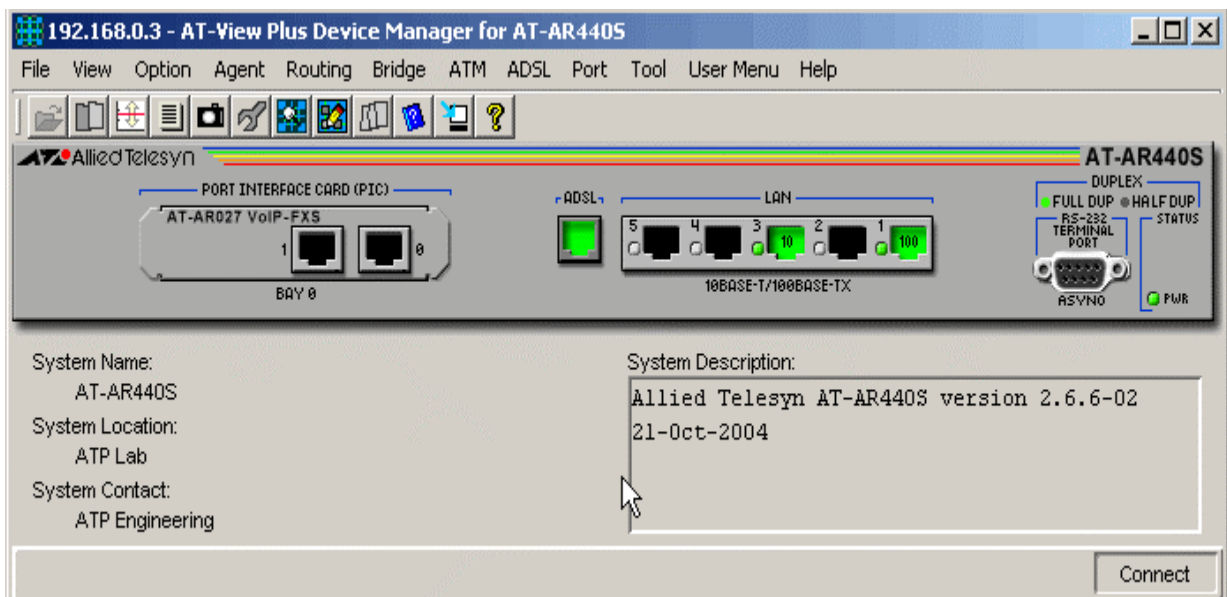 192.168.0.3 - AT-View Plus Device Manager for AT-AR440S
File View Option Agent Routing Bridge ATM ADSL Port Tool User Menu Help
Allied Telesyn
AT-AR440S
PORT INTERFACE CARD (PIC)
AT-AR027 VoIP-FXS
1 0
BAY 0
ADSL
LAN
5 4 3 2 1
10 100
10BASE-T/100BASE-TX
DUPLEX
FULL DUP HALF DUP
RS-232
TERMINAL
PORT
ASYN0
STATUS
PWR
System Name:
AT-AR440S
System Location:
ATP Lab
System Contact:
ATP Engineering
System Description:
Allied Telesyn AT-AR440S version 2.6.6-02
21-Oct-2004
Connect